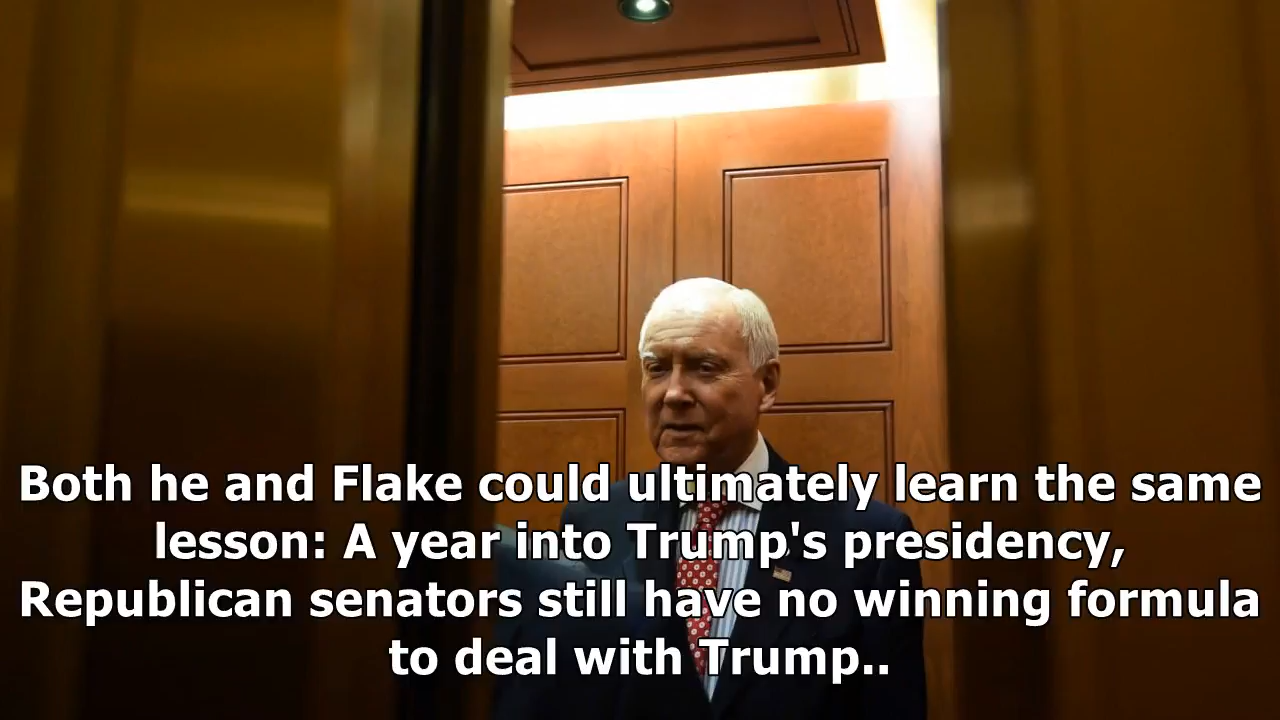 Both he and Flake could ultimately learn the same
lesson: A year into Trump's presidency,
Republican senators still have no winning formula
to deal with Trump..